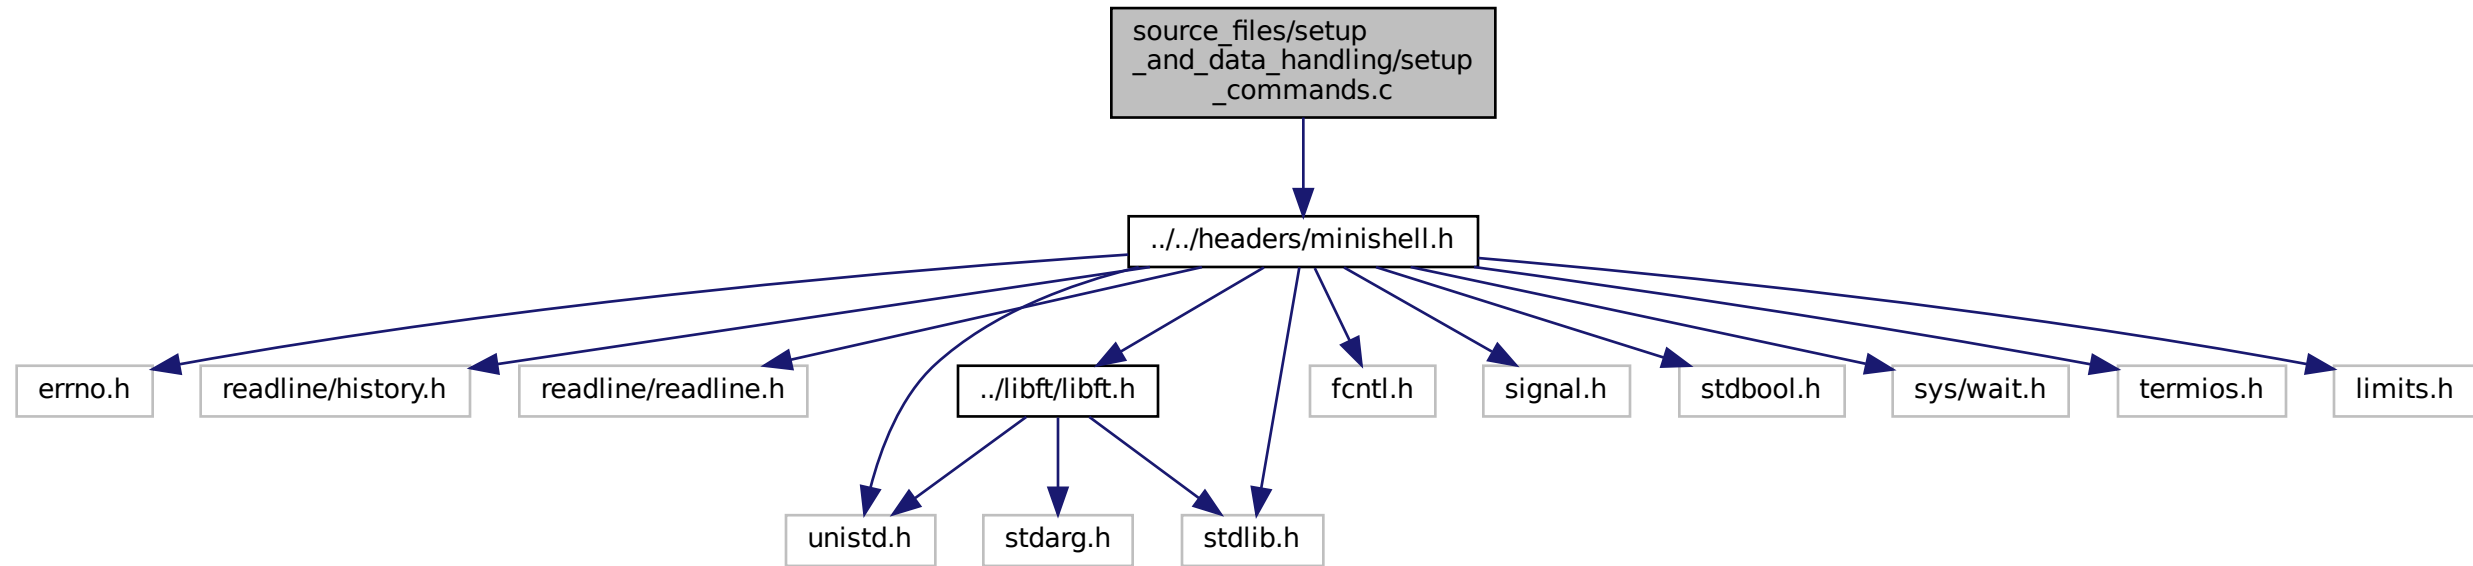 source_files/setup
_and_data_handling/setup
_commands.c
../../headers/minishell.h
errno.h
readline/history.h
readline/readline.h
../libft/libft.h
fcntl.h
signal.h
stdbool.h
sys/wait.h
termios.h
limits.h
unistd.h
stdarg.h
stdlib.h